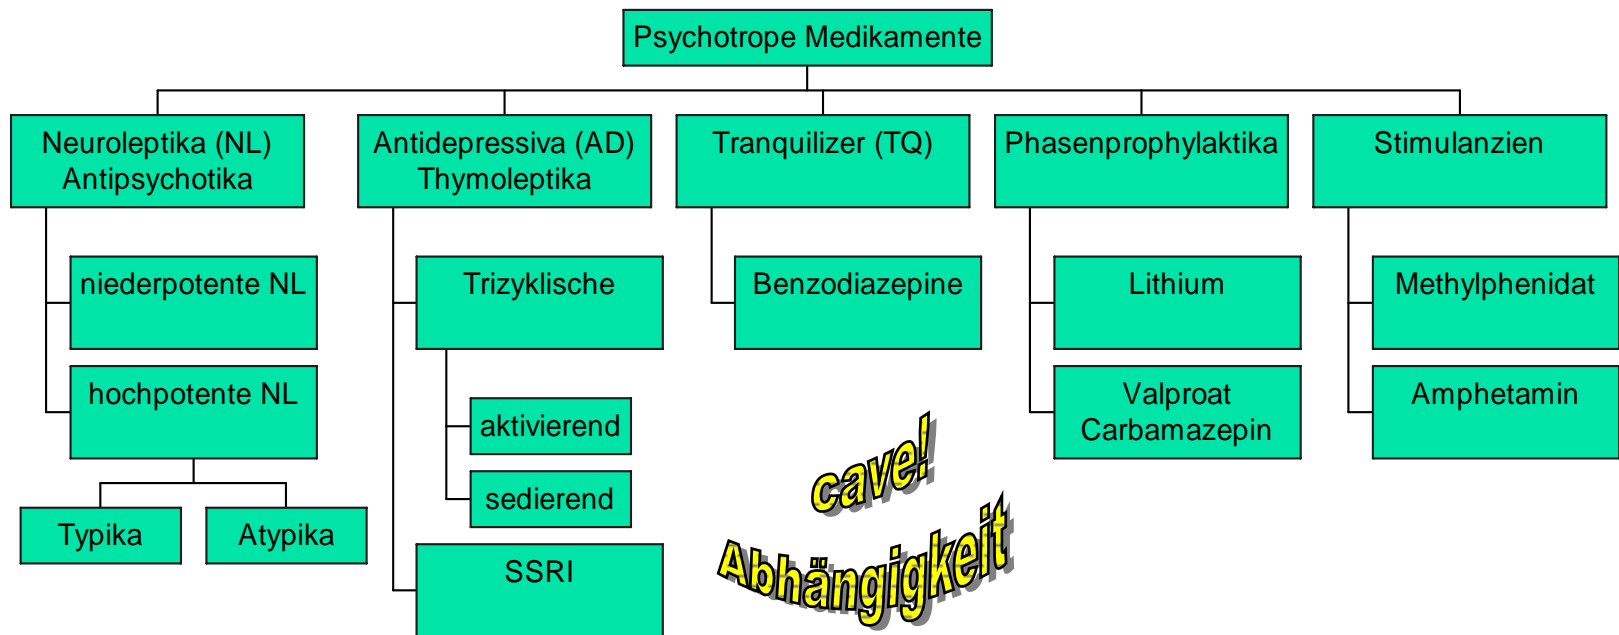 Psychotrope Medikamente
Neuroleptika (NL)
Antipsychotika
Antidepressiva (AD)
Thymoleptika
Tranquilizer (TQ)
Phasenprophylaktika
Stimulanzien
niederpotente NL
Trizyklische
Benzodiazepine
Lithium
Methylphenidat
hochpotente NL
aktivierend
Valproat
Carbamazepin
Amphetamin
cave!
sedierend
Typika
Atypika
SSRI
Abhängigkeit